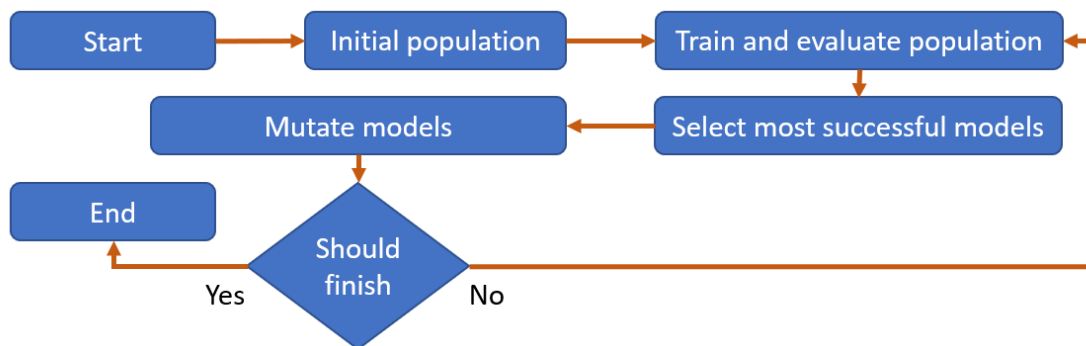 Start
Initial population
Train and evaluate population
Mutate models
Select most successful models
End
Should
finish
Yes
No